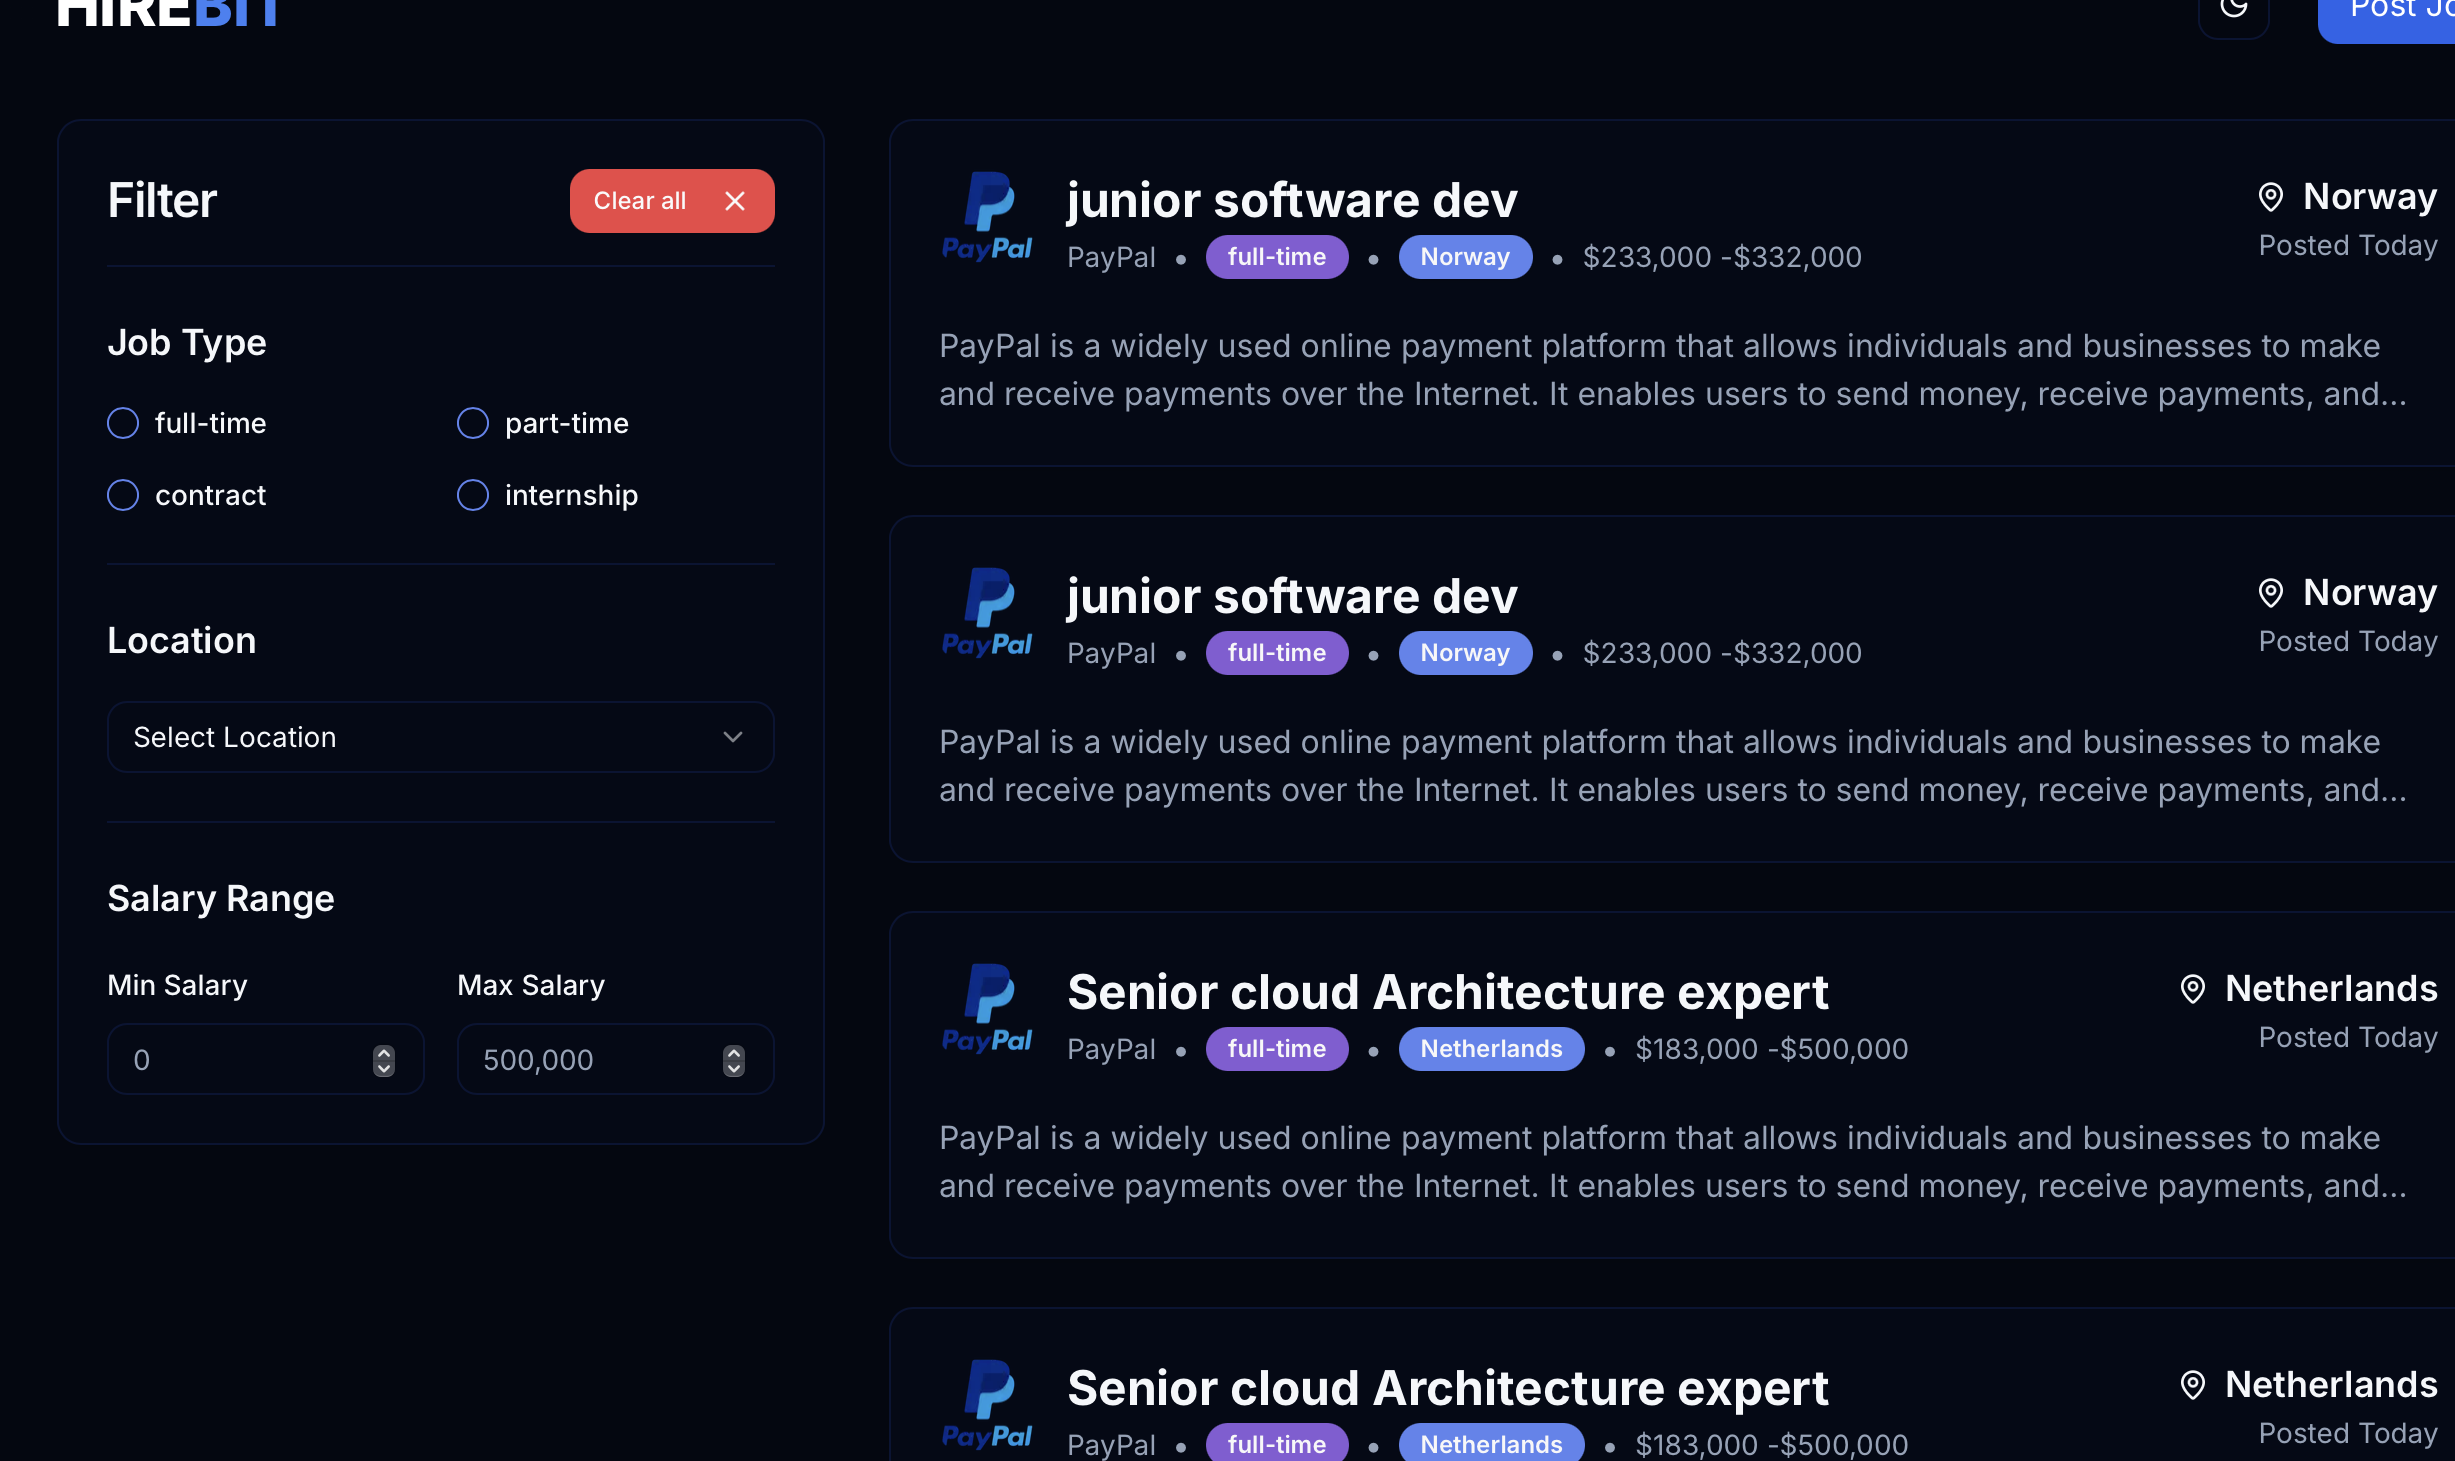 HIREBIT
Post Jo
Filter
Clear all
Job Type
full-time
part-time
contract
internship
Location
Select Location
Salary Range
Min Salary
Max Salary
0
500,000
PayPal
junior software dev
PayPal • full-time • Norway • $233,000 -$332,000
Norway
Posted Today
PayPal is a widely used online payment platform that allows individuals and businesses to make
and receive payments over the Internet. It enables users to send money, receive payments, and...
PayPal
junior software dev
PayPal • full-time • Norway • $233,000 -$332,000
Norway
Posted Today
PayPal is a widely used online payment platform that allows individuals and businesses to make
and receive payments over the Internet. It enables users to send money, receive payments, and...
PayPal
Senior cloud Architecture expert
PayPal • full-time • Netherlands • $183,000 -$500,000
Netherlands
Posted Today
PayPal is a widely used online payment platform that allows individuals and businesses to make
and receive payments over the Internet. It enables users to send money, receive payments, and...
PayPal
Senior cloud Architecture expert
PayPal • full-time • Netherlands • $183,000 -$500,000
Netherlands
Posted Today